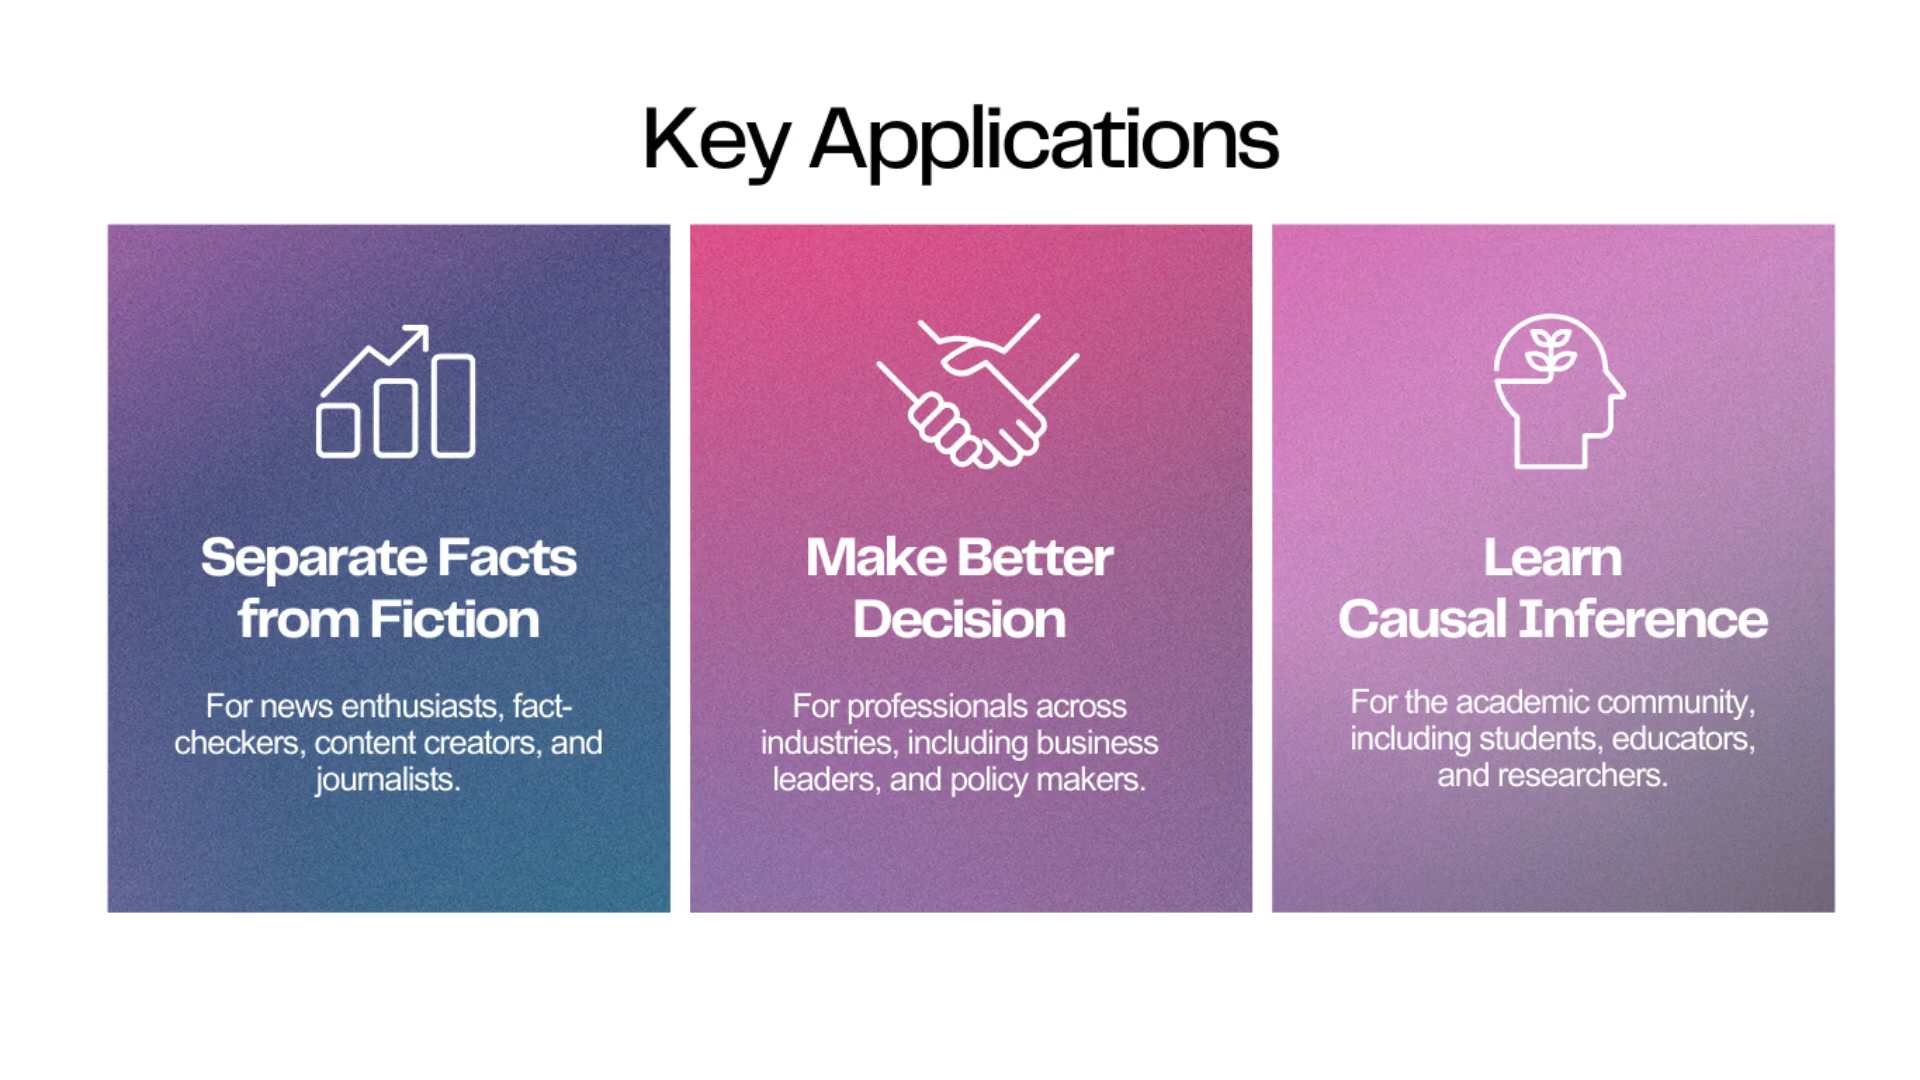 Key Applications
Separate Facts
from Fiction
For news enthusiasts, fact-
checkers, content creators, and
journalists.
Make Better
Decision
For professionals across
industries, including business
leaders, and policy makers.
Learn
Causal Inference
For the academic community,
including students, educators,
and researchers.